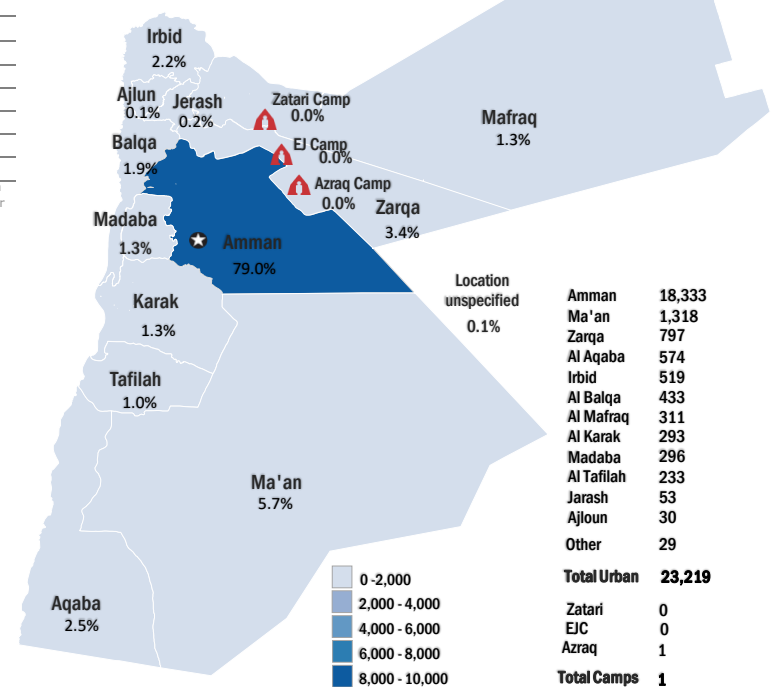 Irbid
2.2%
Ajlun
0.1%
Jerash
0.2%
Zatari Camp
0.0%
Mafraq
1.3%
Balqa
1.9%
EJ Camp
0.0%
Azraq Camp
0.0%
Zarqa
3.4%
Madaba
1.3%
Amman
79.0%
Location
unspecified
0.1%
Karak
1.3%
Tafilah
1.0%
Ma'an
5.7%
Aqaba
2.5%
0 -2,000
2,000 - 4,000
4,000 - 6,000
6,000 - 8,000
8,000 - 10,000
Amman 18,333
Ma'an 1,318
Zarqa 797
Al Aqaba 574
Irbid 519
Al Balqa 433
Al Mafraq 311
Al Karak 293
Madaba 296
Al Tafilah 233
Jarash 53
Ajloun 30
Other 29
Total Urban 23,219
Zatari 0
EJC 0
Azraq 1
Total Camps 1